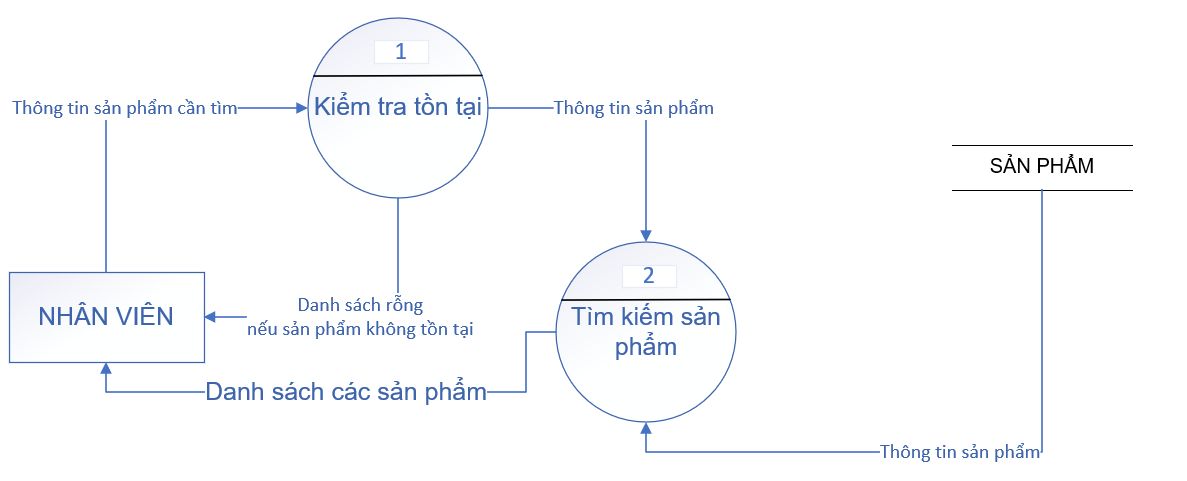 1
Thông tin sản phẩm cần tìm
Kiểm tra tồn tại
Thông tin sản phẩm
SẢN PHẨM
2
NHÂN VIÊN
Danh sách rỗng
nếu sản phẩm không tồn tại
Tìm kiếm sản
phẩm
Danh sách các sản phẩm
Thông tin sản phẩm